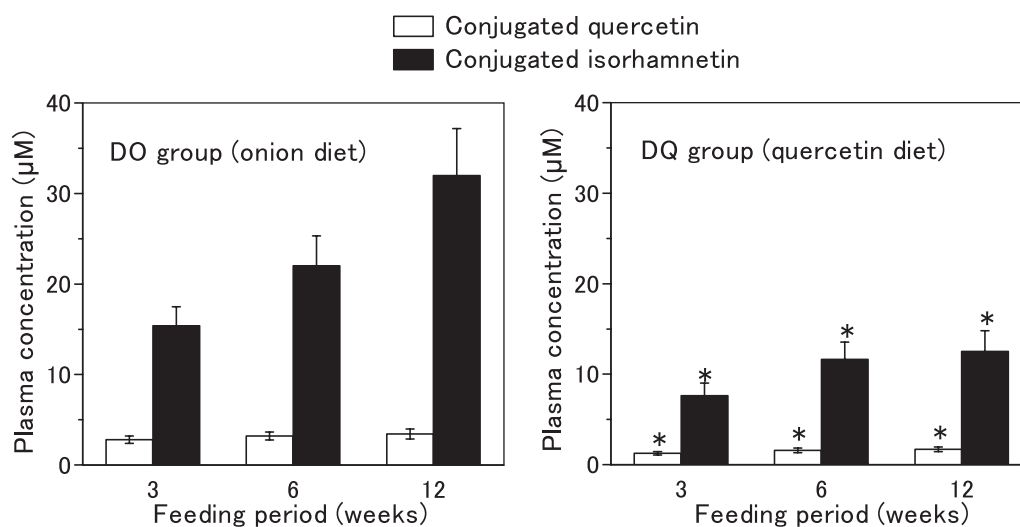 Conjugated quercetin
Conjugated isorhamnetin
Plasma concentration (μM)
40
30
20
10
0
DO group (onion diet)
3 6 12
Feeding period (weeks)
Plasma concentration (μM)
40
30
20
10
0
DQ group (quercetin diet)
* * * * * *
3 6 12
Feeding period (weeks)